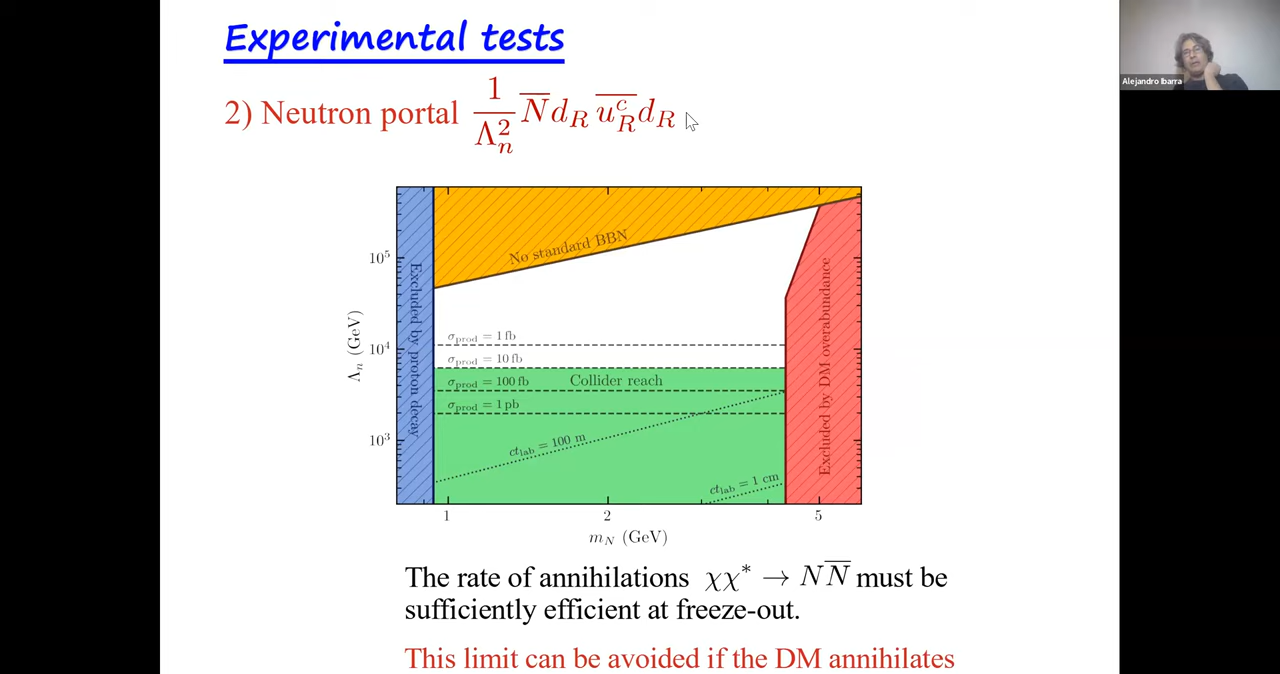 Experimental tests
Alejandro Ibarra
2) Neutron portal 1/Λ_n^2 N̅d_R \overline{u_R^c}d_R
No standard BBN
Excluded by proton decay
Excluded by DM overabundance
σ_prod = 1 fb
σ_prod = 10 fb
σ_prod = 100 fb
Collider reach
σ_prod = 1 pb
ct_lab = 100 m
ct_lab = 1 cm
10^5
10^4
10^3
Λ_n (GeV)
1 2 5
m_N (GeV)
The rate of annihilations χχ* → NN̅ must be
sufficiently efficient at freeze-out.
This limit can be avoided if the DM annihilates